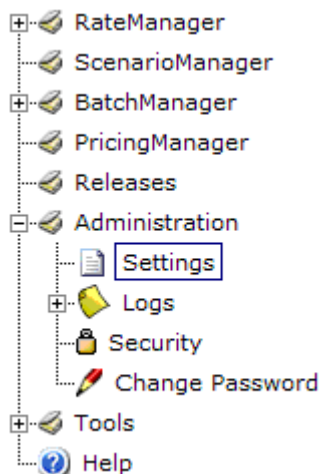 RateManager
ScenarioManager
BatchManager
PricingManager
Releases
Administration
Settings
Logs
Security
Change Password
Tools
Help